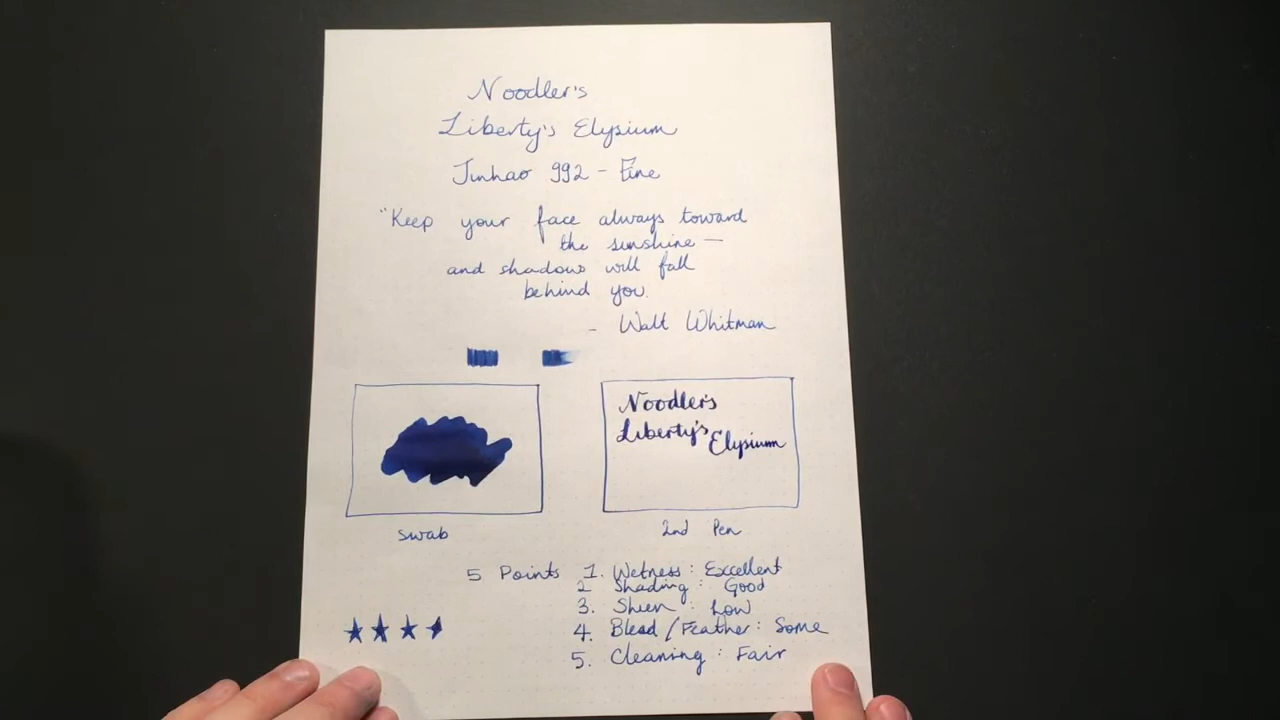 Noodler's
Liberty's Elysium
Jinhao 992 - Fine
"Keep your face always toward
the sunshine —
and shadows will fall
behind you.
- Walt Whitman
Noodler's
Liberty's Elysium
swab
2nd Pen
5 Points 1. Wetness: Excellent
2 Shading: Good
3. Sheen: Low
4. Bleed/Feather: Some
5. Cleaning: Fair